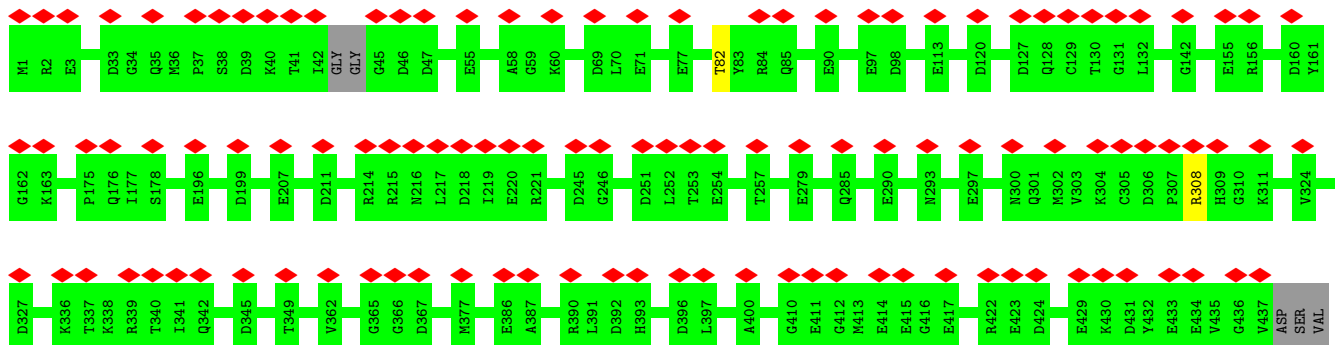 M1 R2 E3 D33 G34 Q35 M36 P37 S38 D39 K40 T41 I42 GLY GLY G45 D46 D47 E55 A58 G59 K60 D69 L70 E71 E77 T82 Y83 R84 Q85 E90 E97 D98 E113 D120 D127 Q128 C129 T130 G131 L132 G142 E155 R156 D160 Y161
G162 K163 P175 Q176 I177 S178 E196 D199 E207 D211 R214 R215 N216 L217 D218 I219 E220 R221 D245 G246 D251 L252 T253 E254 T257 E279 Q285 E290 N293 E297 N300 Q301 M302 V303 K304 C305 D306 P307 R308 H309 G310 K311 V324
D327 K336 T337 K338 R339 T340 I341 Q342 D345 T349 V362 G365 G366 D367 M377 E386 A387 R390 L391 D392 H393 D396 L397 A400 G410 E411 G412 M413 E414 E415 G416 E417 R422 E423 D424 E429 K430 D431 Y432 E433 E434 V435 G436 V437 ASP SER VAL